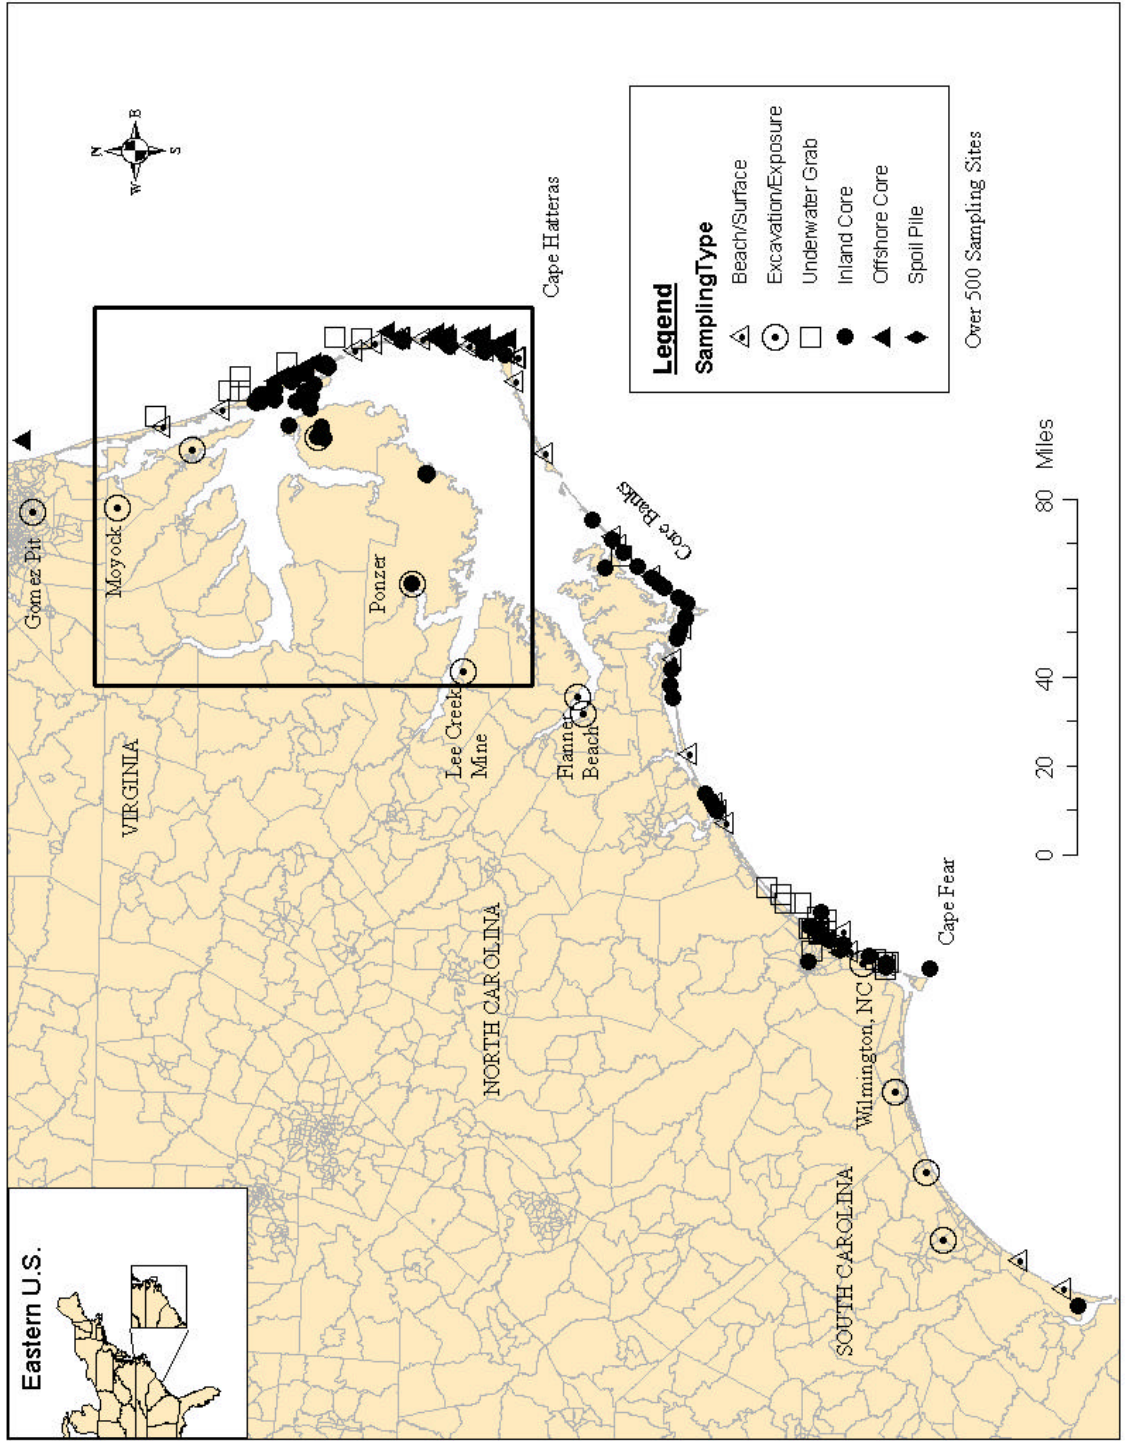 Eastern U.S.
Gomez Pit
Moyock
VIRGINIA
Ponzer
Lee Creek
Mine
Flanner
Beach
NORTH CAROLINA
Cape Hatteras
Core Banks
Cape Fear
Wilmington, NC
SOUTH CAROLINA
N
W
E
S
0 20 40 80 Miles
Legend
SamplingType
Beach/Surface
Excavation/Exposure
Underwater Grab
Inland Core
Offshore Core
Spoil Pile
Over 500 Sampling Sites